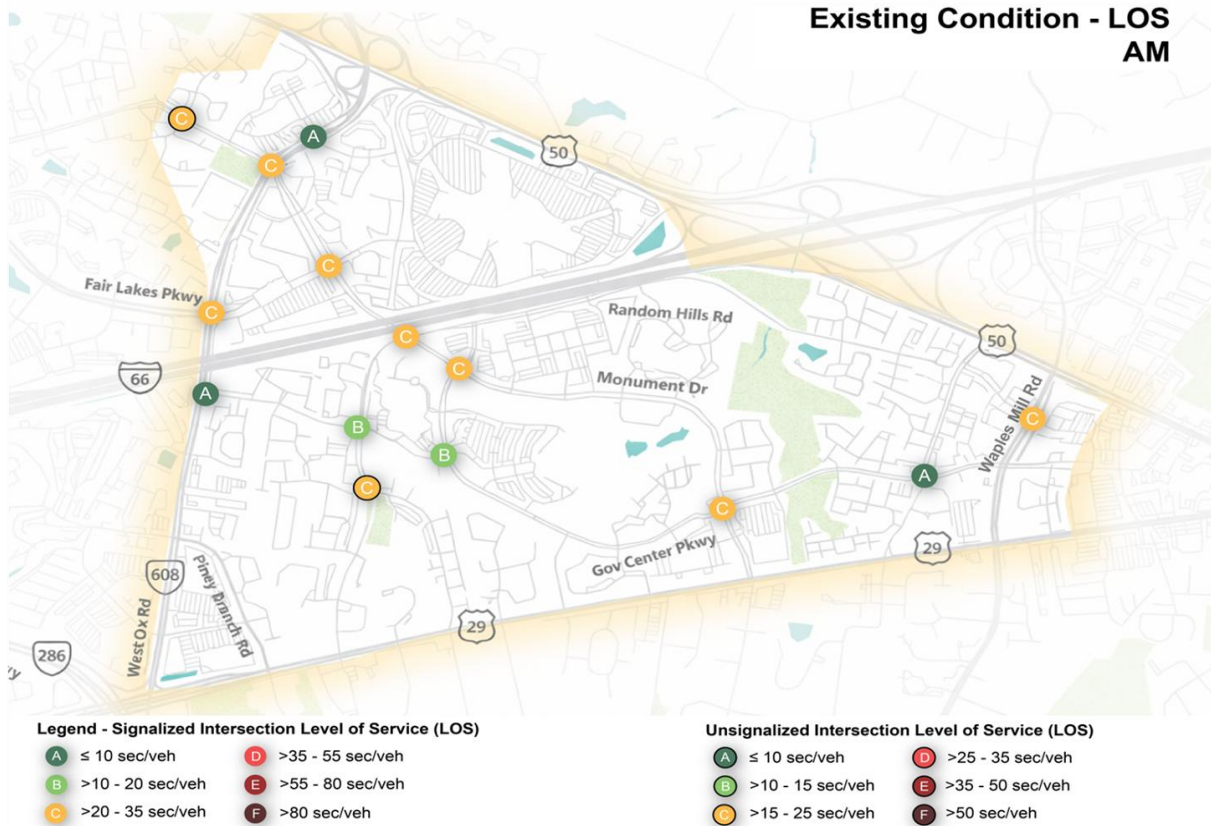 Existing Condition - LOS
AM
C
A
50
C
C
Fair Lakes Pkwy
C
Random Hills Rd
C
50
66
C
Monument Dr
A
Waples Mill Rd
C
B
B
A
C
C
Gov Center Pkwy
29
608
Piney Branch Rd
West Ox Rd
29
286
Legend - Signalized Intersection Level of Service (LOS)
A ≤ 10 sec/veh
B >10 - 20 sec/veh
C >20 - 35 sec/veh
D >35 - 55 sec/veh
E >55 - 80 sec/veh
F >80 sec/veh
Unsignalized Intersection Level of Service (LOS)
A ≤ 10 sec/veh
B >10 - 15 sec/veh
C >15 - 25 sec/veh
D >25 - 35 sec/veh
E >35 - 50 sec/veh
F >50 sec/veh